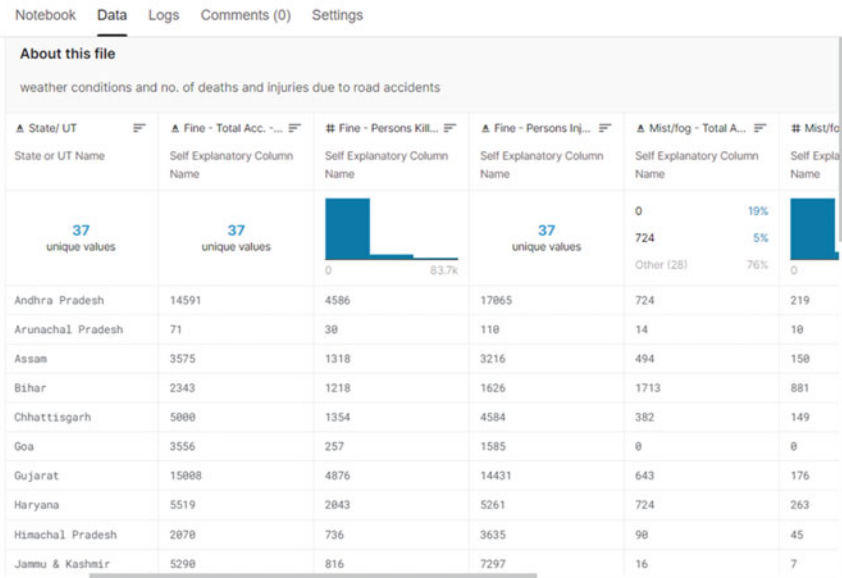 Notebook Data Logs Comments (0) Settings
About this file
weather conditions and no. of deaths and injuries due to road accidents
State/ UT Fine - Total Acc. -... # Fine - Persons Kill... Fine - Persons Inj... Mist/fog - Total A... # Mist/fo
State or UT Name Self Explanatory Column Self Explanatory Column Self Explanatory Column Self Explanatory Column Self Expla
Name Name Name Name Name
37 unique values 37 unique values 0 83.7k 37 unique values 0 19% 0
724 5%
Other (28) 76%
Andhra Pradesh 14591 4586 17065 724 219
Arunachal Pradesh 71 30 110 14 10
Assam 3575 1318 3216 494 150
Bihar 2343 1218 1626 1713 881
Chhattisgarh 5000 1354 4584 382 149
Goa 3556 257 1585 0 0
Gujarat 15008 4876 14431 643 176
Haryana 5519 2043 5261 724 263
Himachal Pradesh 2070 736 3635 90 45
Jammu & Kashmir 5290 816 7297 16 7